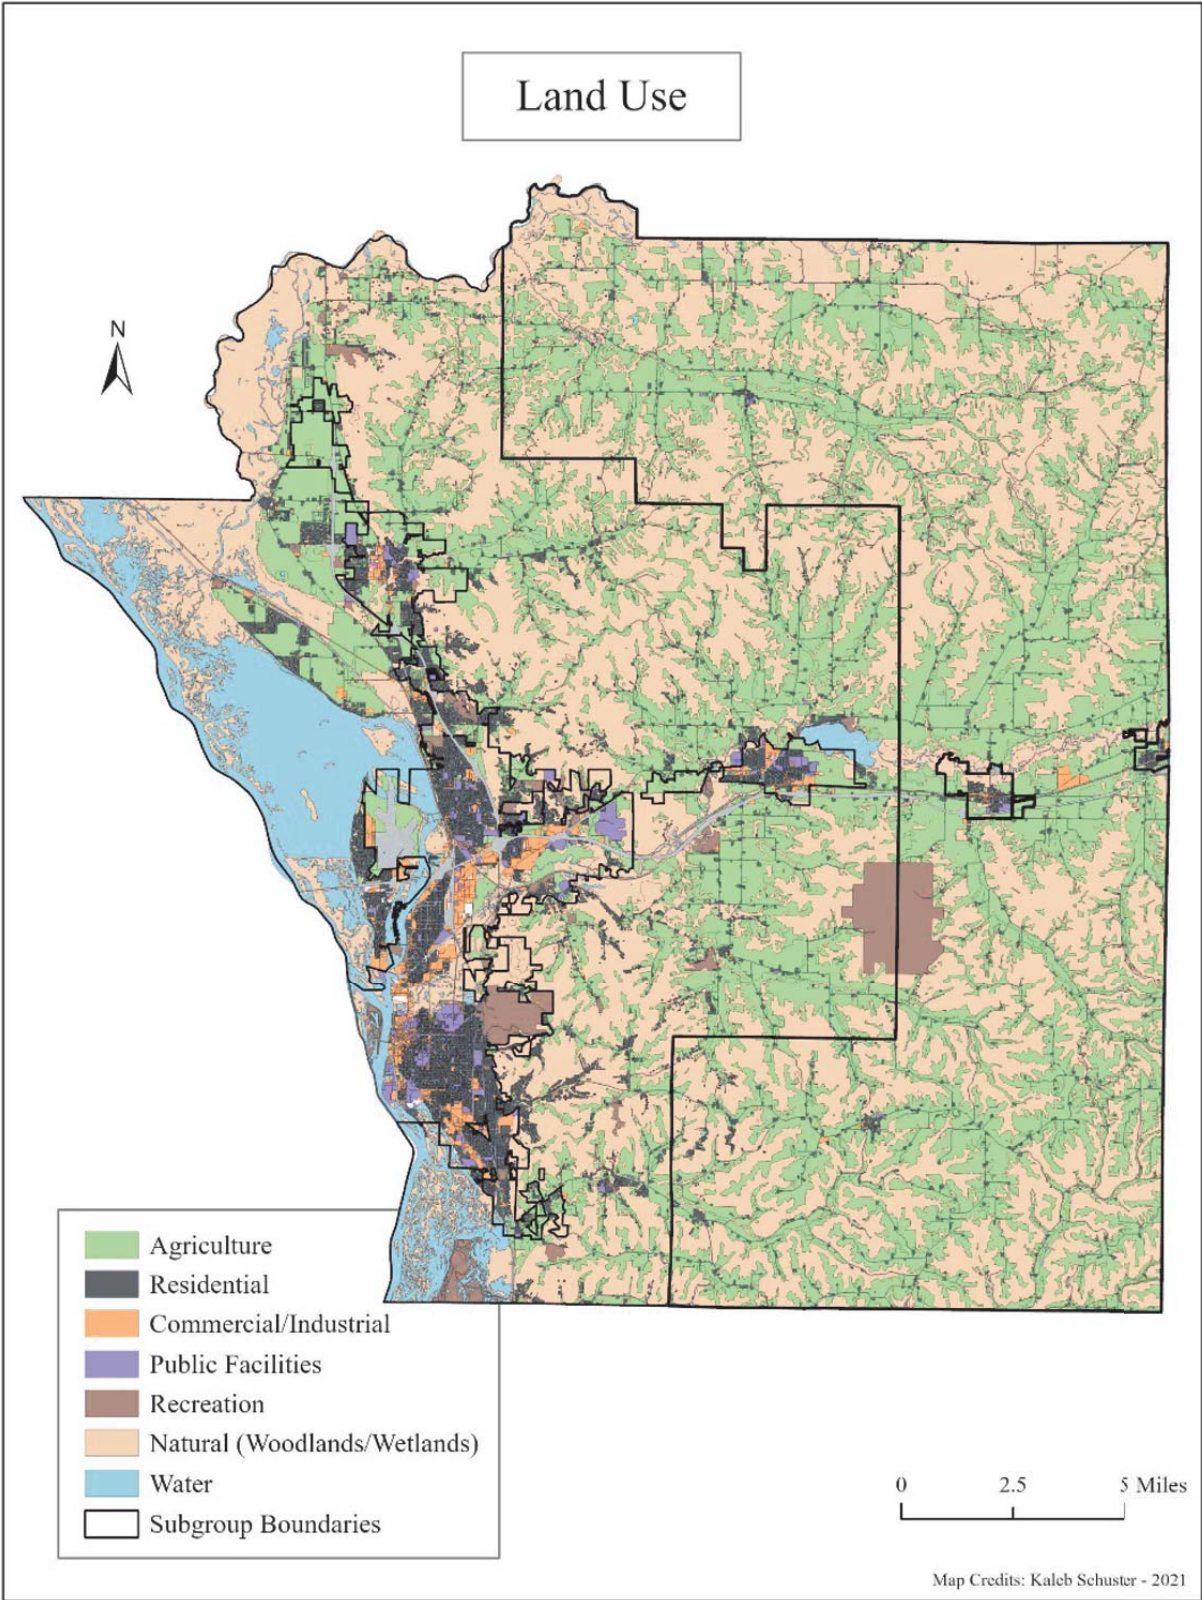 Land Use
N
Agriculture
Residential
Commercial/Industrial
Public Facilities
Recreation
Natural (Woodlands/Wetlands)
Water
Subgroup Boundaries
0 2.5 5 Miles
Map Credits: Kaleb Schuster - 2021